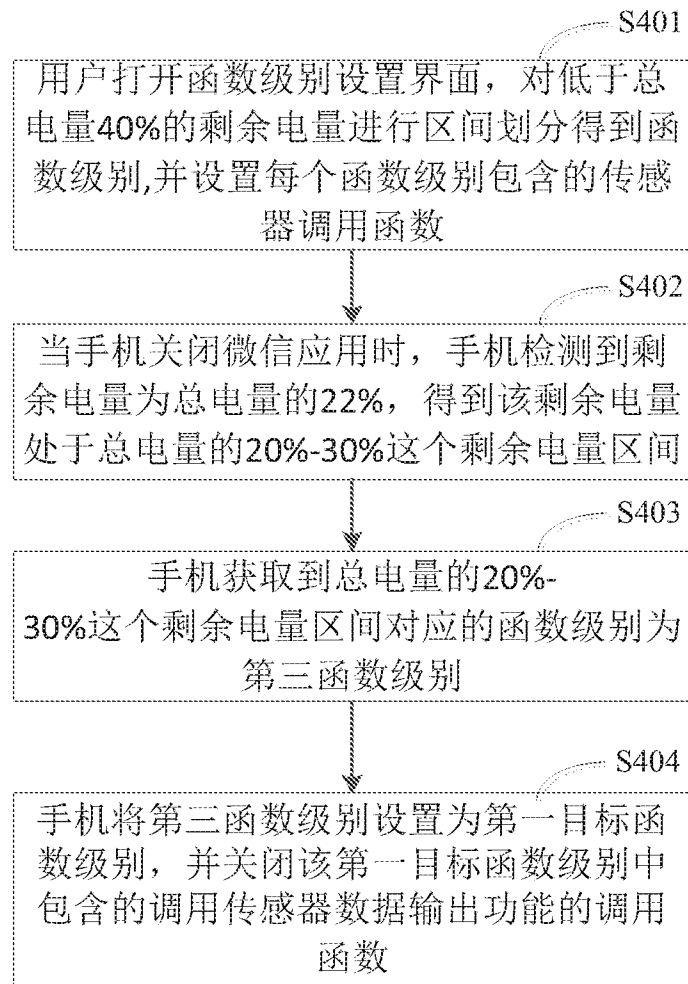 S401
用户打开函数级别设置界面，对低于总
电量40%的剩余电量进行区间划分得到函
数级别,并设置每个函数级别包含的传感
器调用函数
S402
当手机关闭微信应用时，手机检测到剩
余电量为总电量的22%，得到该剩余电量
处于总电量的20%-30%这个剩余电量区间
S403
手机获取到总电量的20%-
30%这个剩余电量区间对应的函数级别为
第三函数级别
S404
手机将第三函数级别设置为第一目标函
数级别，并关闭该第一目标函数级别中
包含的调用传感器数据输出功能的调用
函数